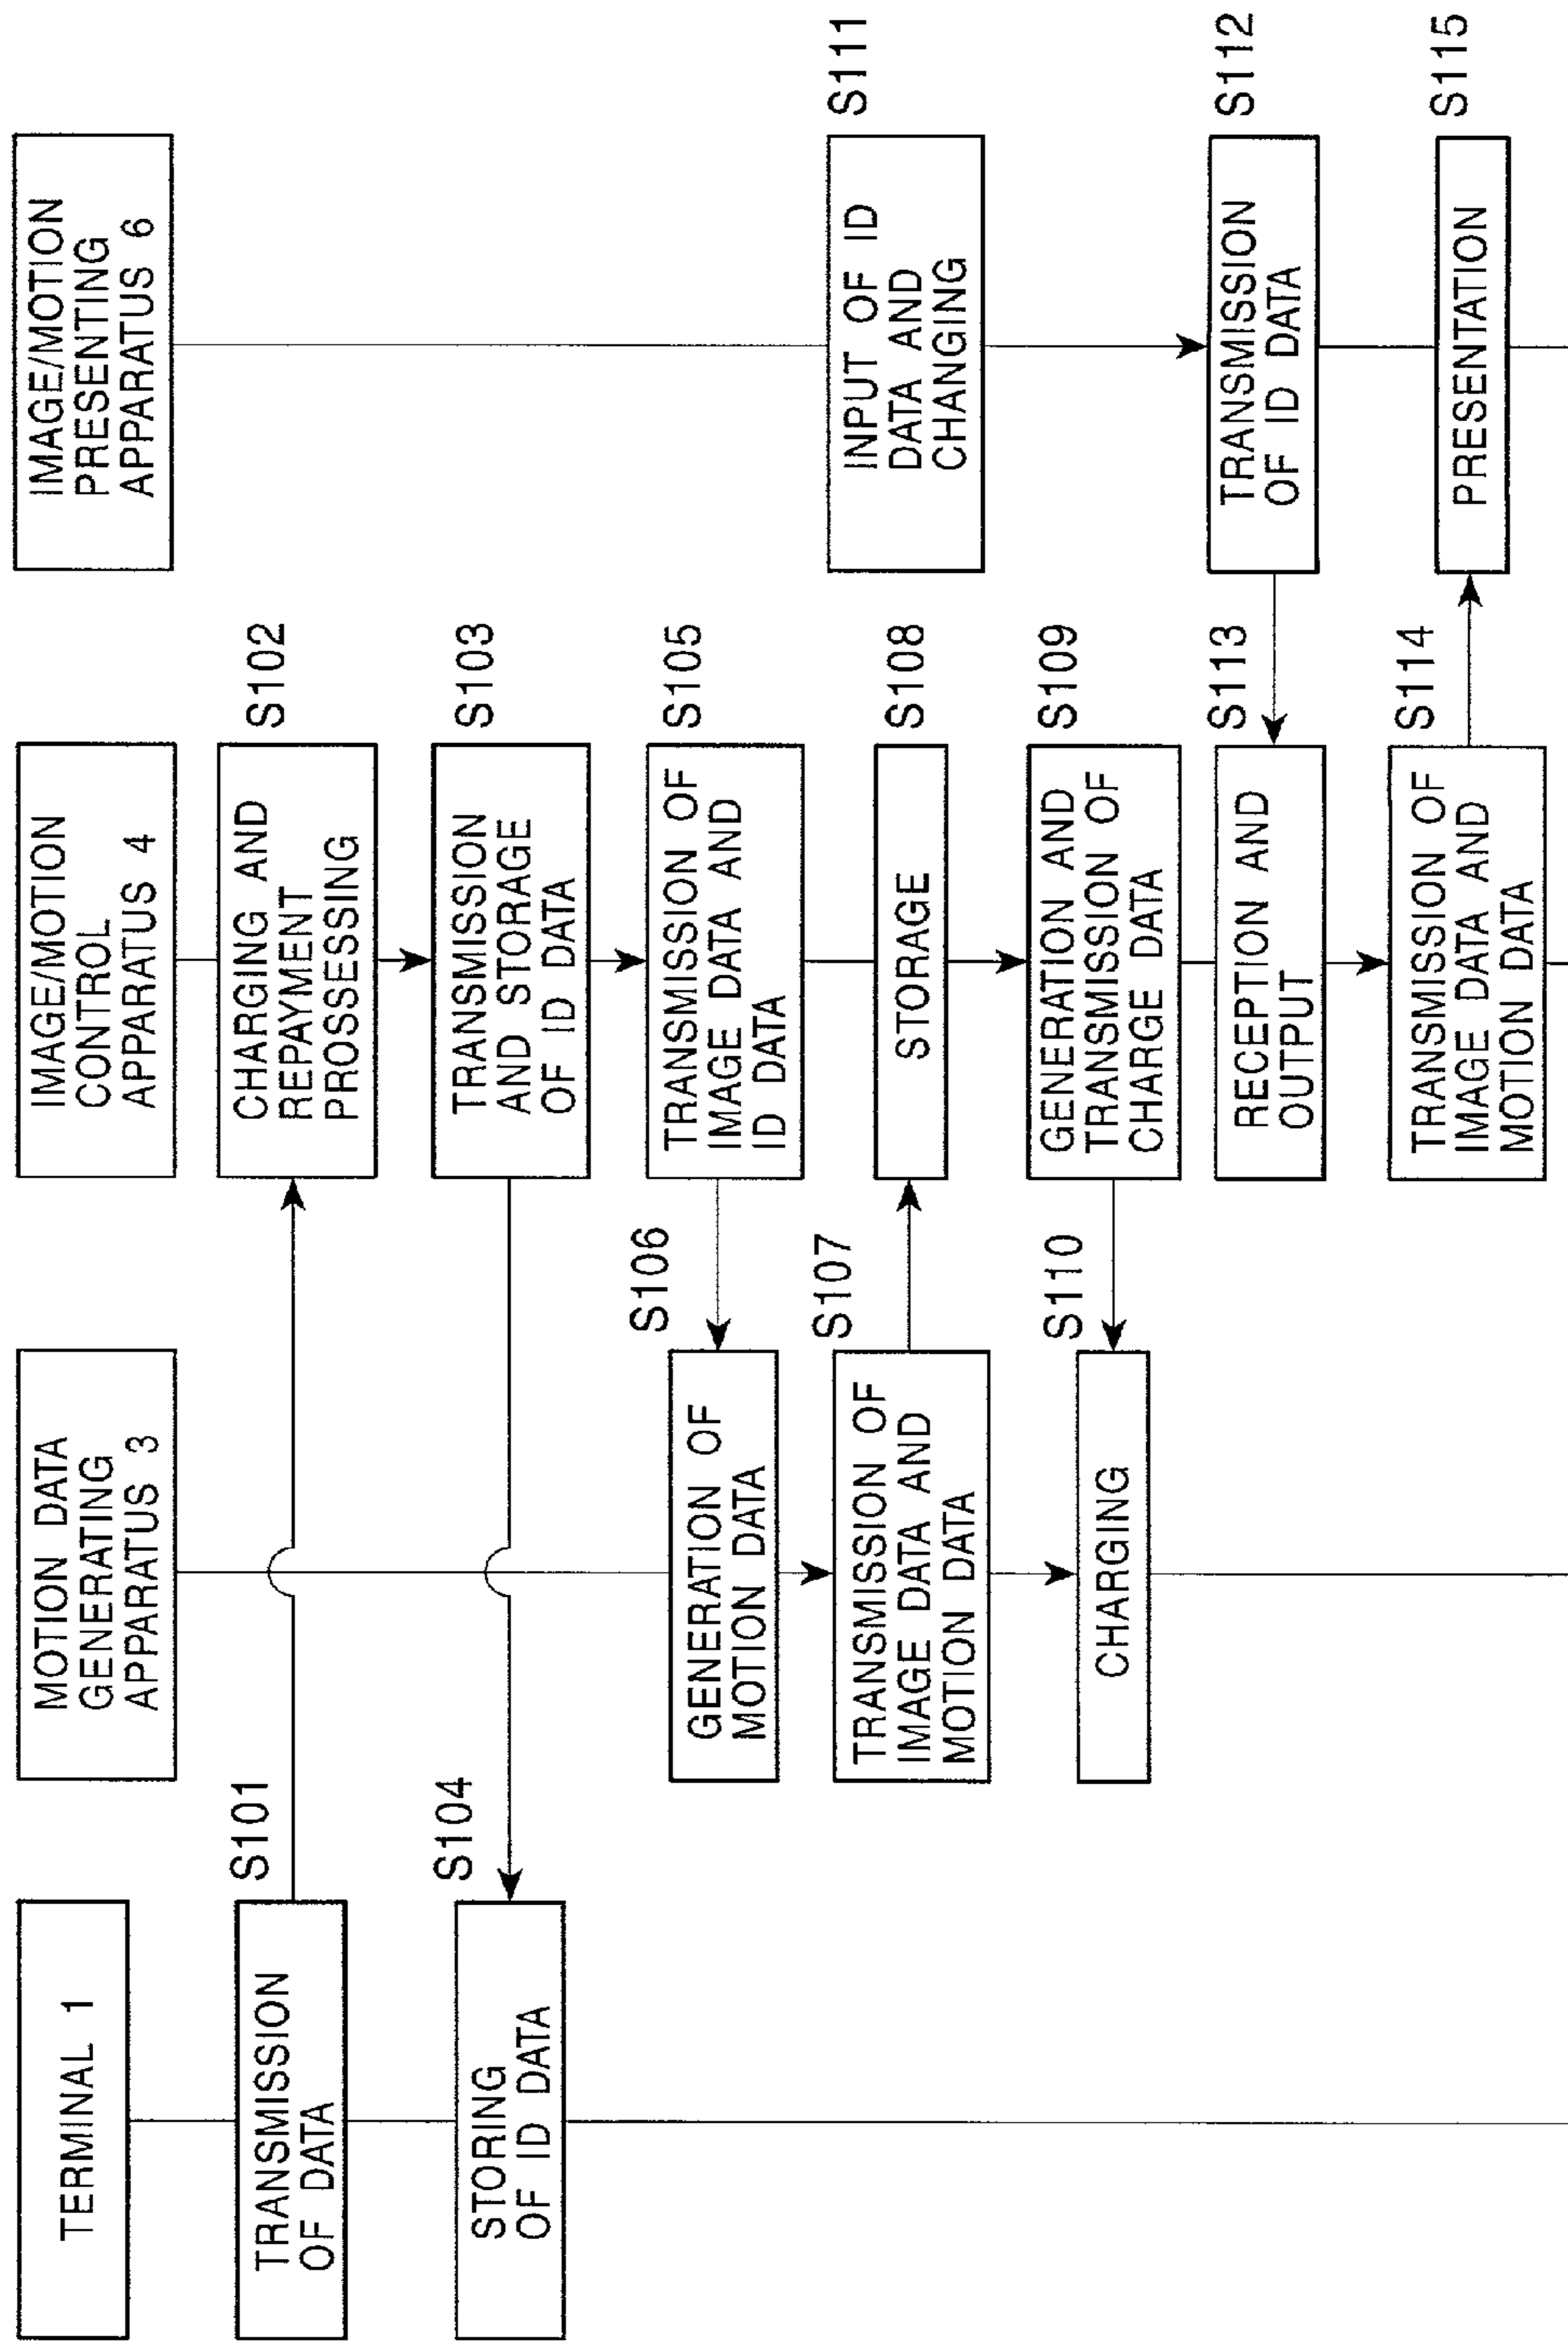 TERMINAL 1
MOTION DATA
GENERATING
APPARATUS 3
IMAGE/MOTION
CONTROL
APPARATUS 4
IMAGE/MOTION
PRESENTING
APPARATUS 6
S101
TRANSMISSION
OF DATA
S102
CHARGING AND
REPAYMENT
PROSSESSING
S103
TRANSMISSION
AND STORAGE
OF ID DATA
S104
STORING
OF ID DATA
S105
TRANSMISSION OF
IMAGE DATA AND
ID DATA
S106
GENERATION OF
MOTION DATA
S107
TRANSMISSION OF
IMAGE DATA AND
MOTION DATA
S108
STORAGE
S109
GENERATION AND
TRANSMISSION OF
CHARGE DATA
S110
CHARGING
S111
INPUT OF ID
DATA AND
CHANGING
S112
TRANSMISSION
OF ID DATA
S113
RECEPTION AND
OUTPUT
S114
TRANSMISSION OF
IMAGE DATA AND
MOTION DATA
S115
PRESENTATION